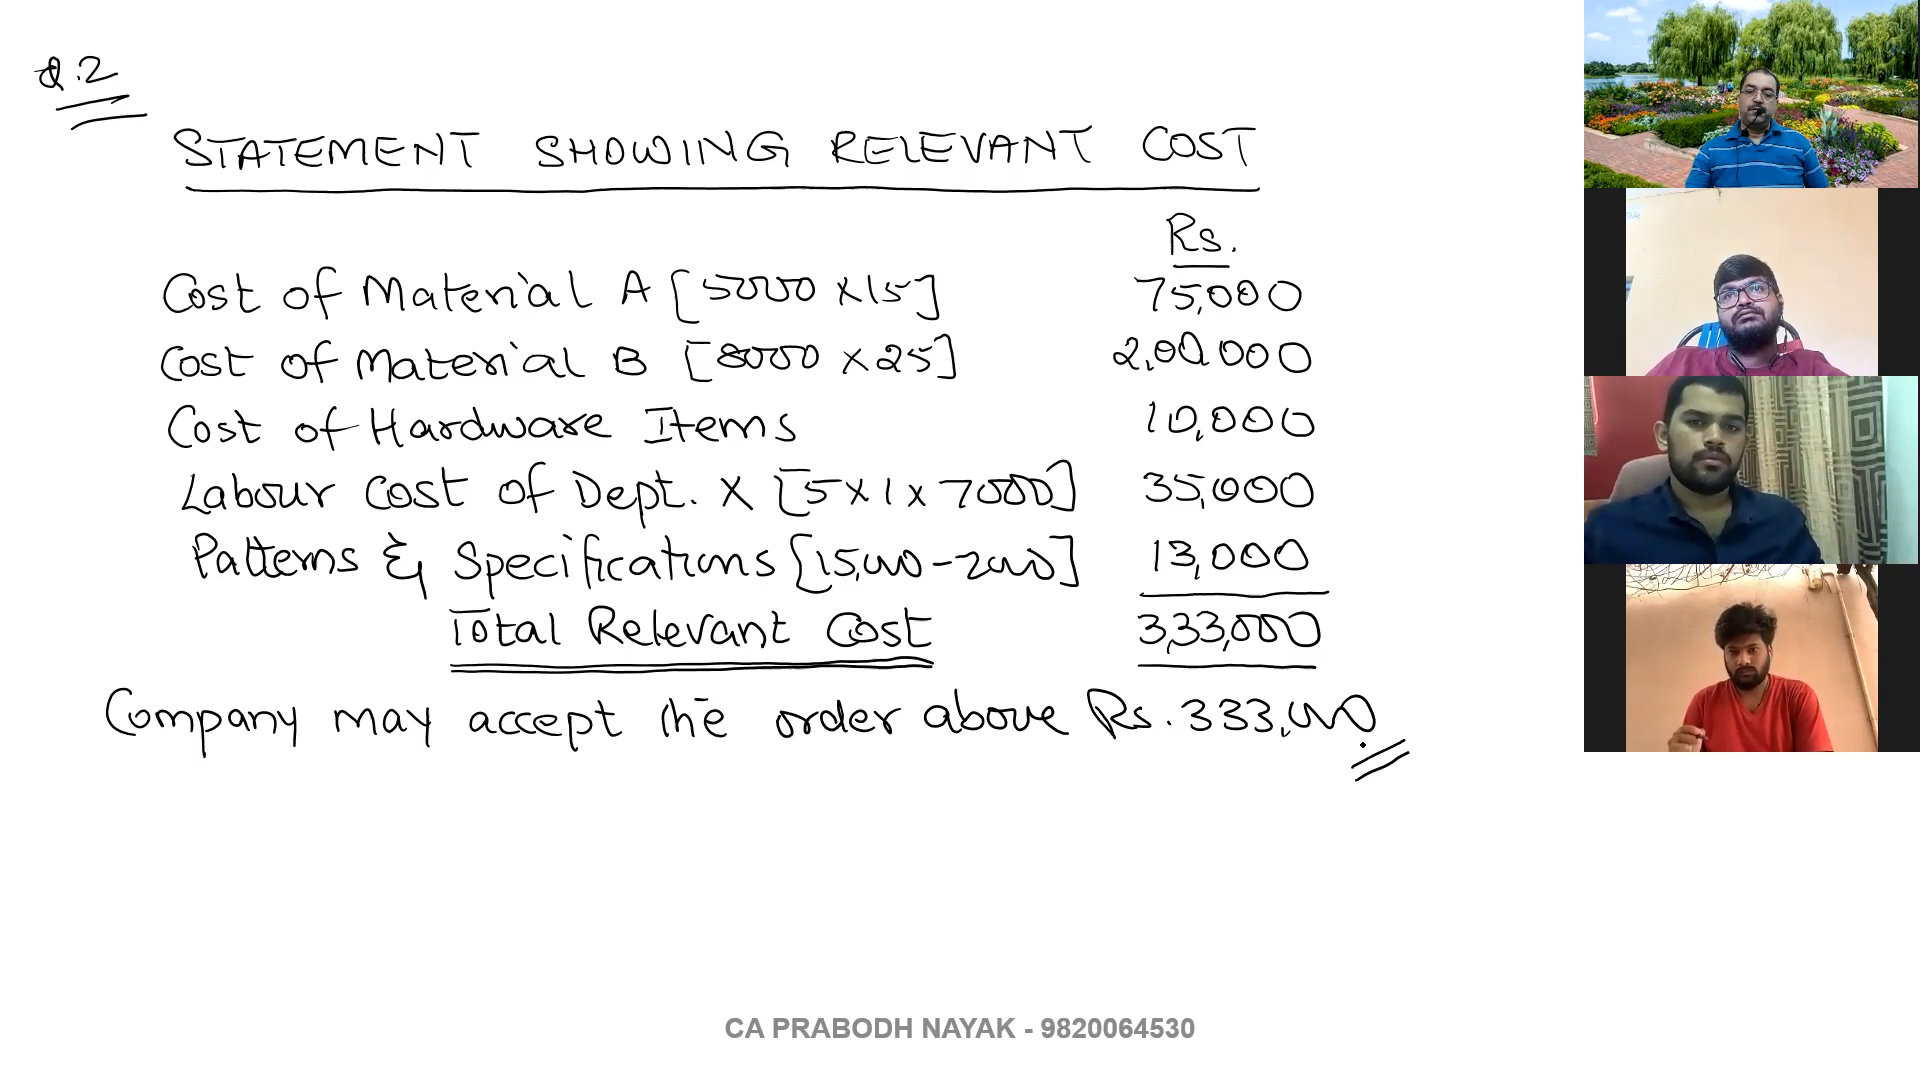 Q.2
STATEMENT SHOWING RELEVANT COST
Rs.
Cost of Material A [5000 x 15] 75,000
Cost of Material B [8000 x 25] 2,00,000
Cost of Hardware Items 10,000
Labour Cost of Dept. X [5 x 1 x 7000] 35,000
Patterns & Specifications [15,000 - 2000] 13,000
Total Relevant Cost 3,33,000
Company may accept the order above Rs. 333,000.
CA PRABODH NAYAK - 9820064530